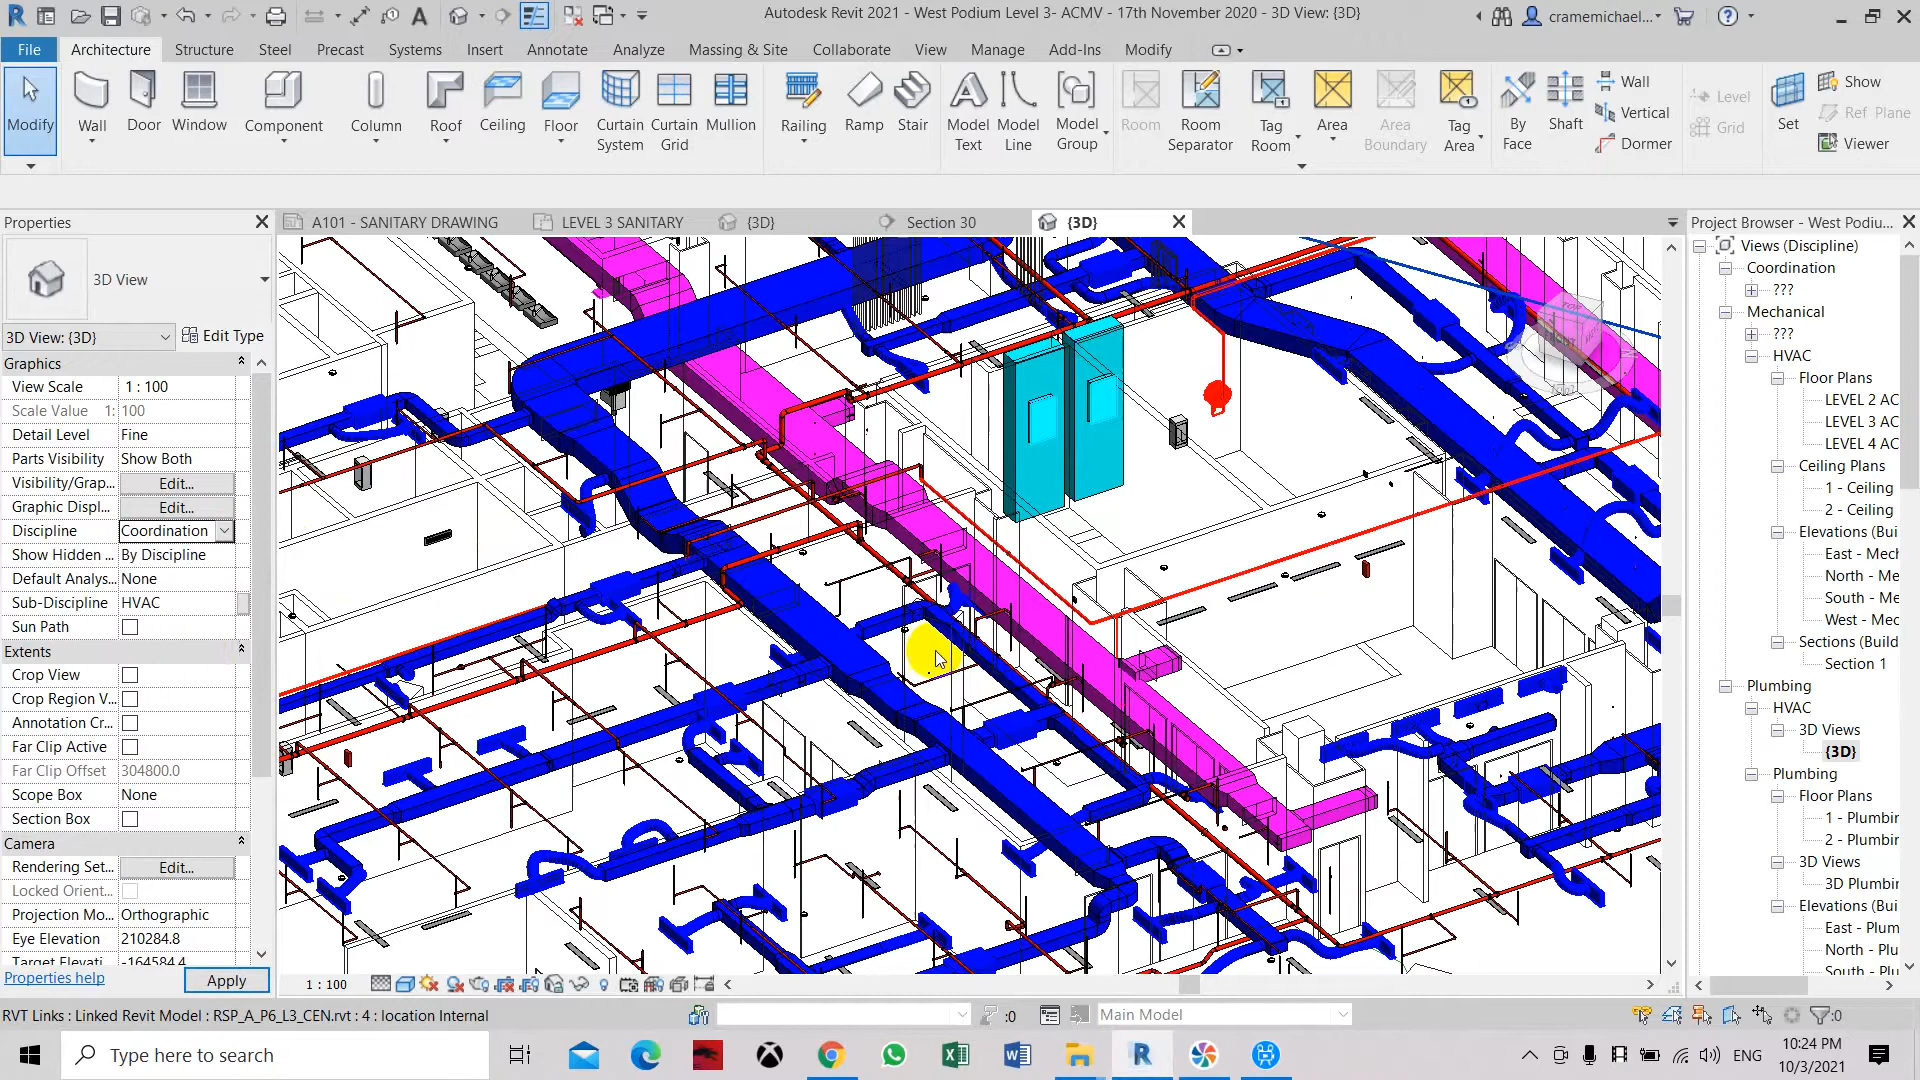 Autodesk Revit 2021 - West Podium Level 3- ACMV - 17th November 2020 - 3D View: {3D}
cramemichael...
File Architecture Structure Steel Precast Systems Insert Annotate Analyze Massing & Site Collaborate View Manage Add-Ins Modify
Modify
Wall
Door
Window
Component
Column
Roof
Ceiling
Floor
Curtain System
Curtain Grid
Mullion
Railing
Ramp
Stair
Model Text
Model Line
Model Group
Room
Room Separator
Tag Room
Area
Area Boundary
Tag Area
By Face
Shaft
Wall
Vertical
Dormer
Level
Grid
Set
Show
Ref Plane
Viewer
Properties
A101 - SANITARY DRAWING
LEVEL 3 SANITARY
{3D}
Section 30
{3D}
Project Browser - West Podiu...
3D View
3D View: {3D}
Edit Type
Graphics
View Scale 1 : 100
Scale Value 1: 100
Detail Level Fine
Parts Visibility Show Both
Visibility/Grap... Edit...
Graphic Displ... Edit...
Discipline Coordination
Show Hidden ... By Discipline
Default Analys... None
Sub-Discipline HVAC
Sun Path
Extents
Crop View
Crop Region V...
Annotation Cr...
Far Clip Active
Far Clip Offset 304800.0
Scope Box None
Section Box
Camera
Rendering Set... Edit...
Locked Orient...
Projection Mo... Orthographic
Eye Elevation 210284.8
Target Elevati... -164584.4
Properties help
Apply
TOP
FRONT
Views (Discipline)
Coordination
???
Mechanical
???
HVAC
Floor Plans
LEVEL 2 AC
LEVEL 3 AC
LEVEL 4 AC
Ceiling Plans
1 - Ceiling
2 - Ceiling
Elevations (Bui
East - Mech
North - Me
South - Me
West - Mec
Sections (Build
Section 1
Plumbing
HVAC
3D Views
{3D}
Plumbing
Floor Plans
1 - Plumbin
2 - Plumbin
3D Views
3D Plumbin
Elevations (Bui
East - Plum
North - Plu
South - Plu
1 : 100
RVT Links : Linked Revit Model : RSP_A_P6_L3_CEN.rvt : 4 : location Internal
:0
Main Model
:0
Type here to search
ENG
10:24 PM
10/3/2021